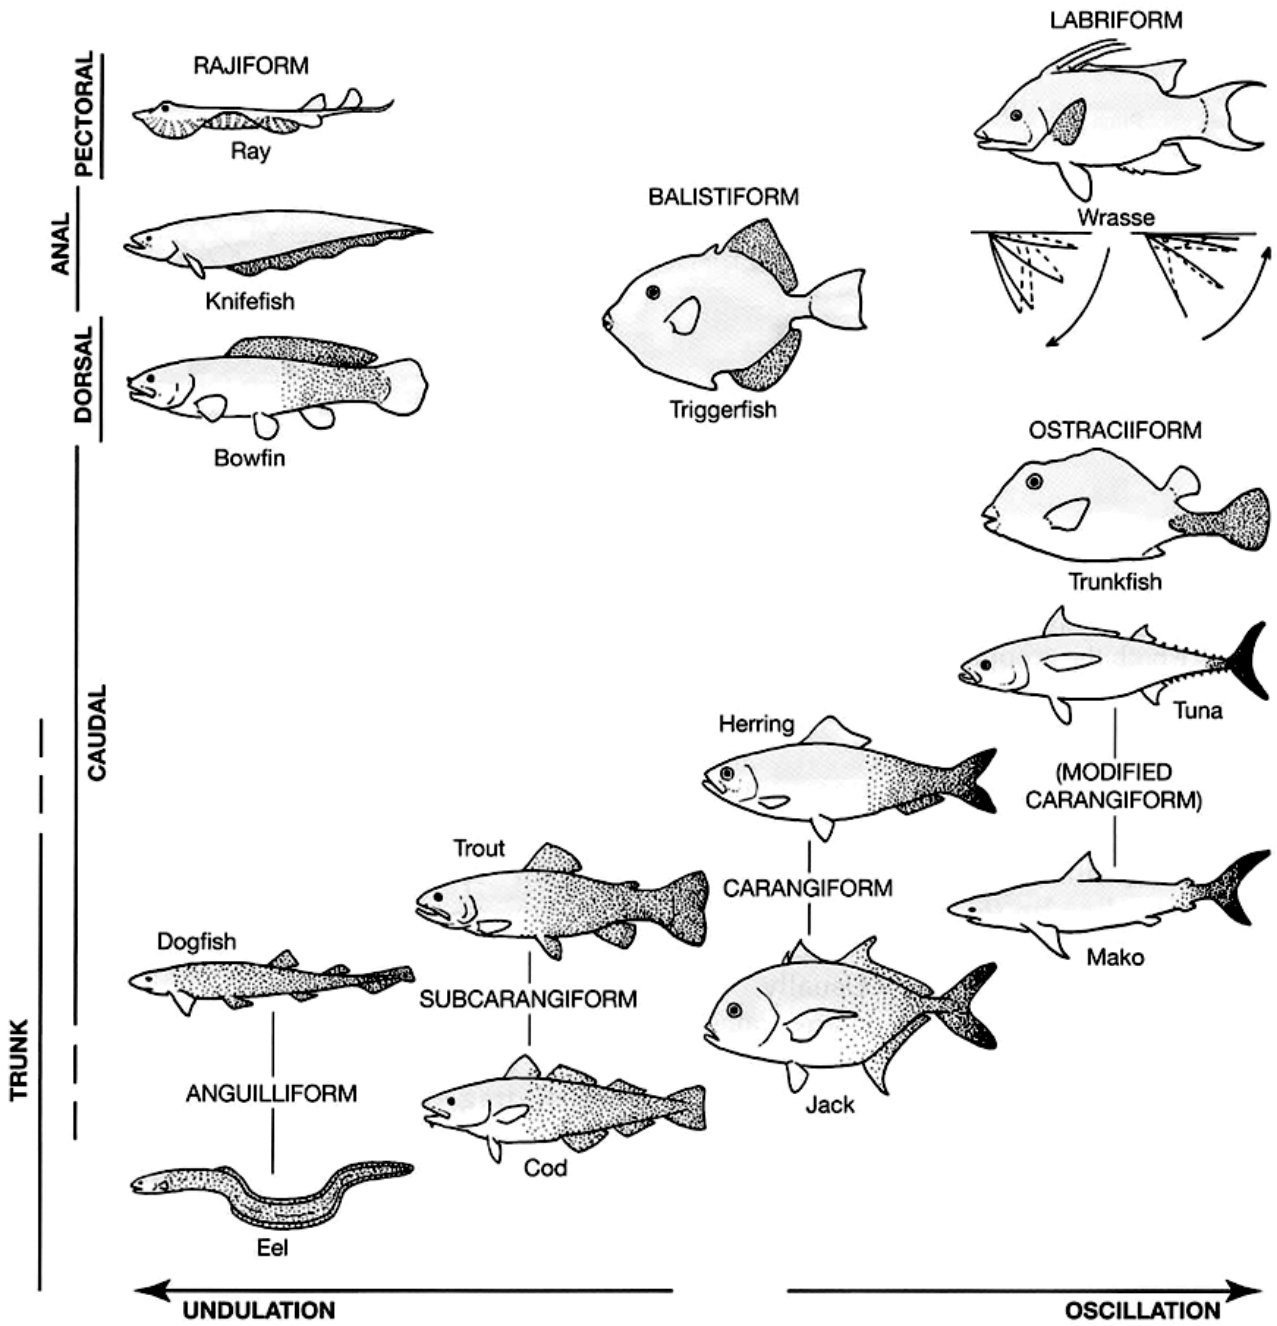 LABRIFORM
RAJIFORM
PECTORAL
Ray
Wrasse
BALISTIFORM
ANAL
Knifefish
DORSAL
Triggerfish
Bowfin
OSTRACIIFORM
Trunkfish
CAUDAL
Tuna
Herring
(MODIFIED
CARANGIFORM)
Trout
CARANGIFORM
Dogfish
Mako
SUBCARANGIFORM
TRUNK
ANGUILLIFORM
Jack
Cod
Eel
UNDULATION
OSCILLATION